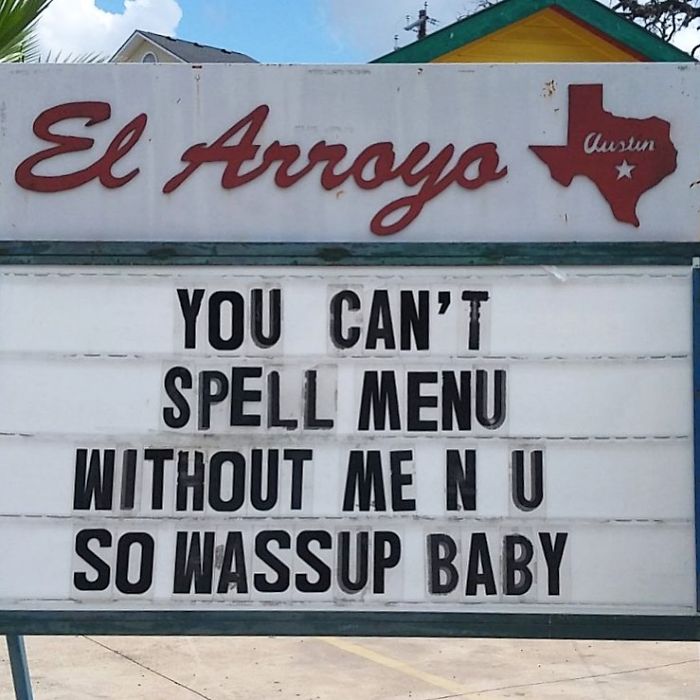 El Arroyo
Austin
YOU CAN'T
SPELL MENU
WITHOUT ME N U
SO WASSUP BABY